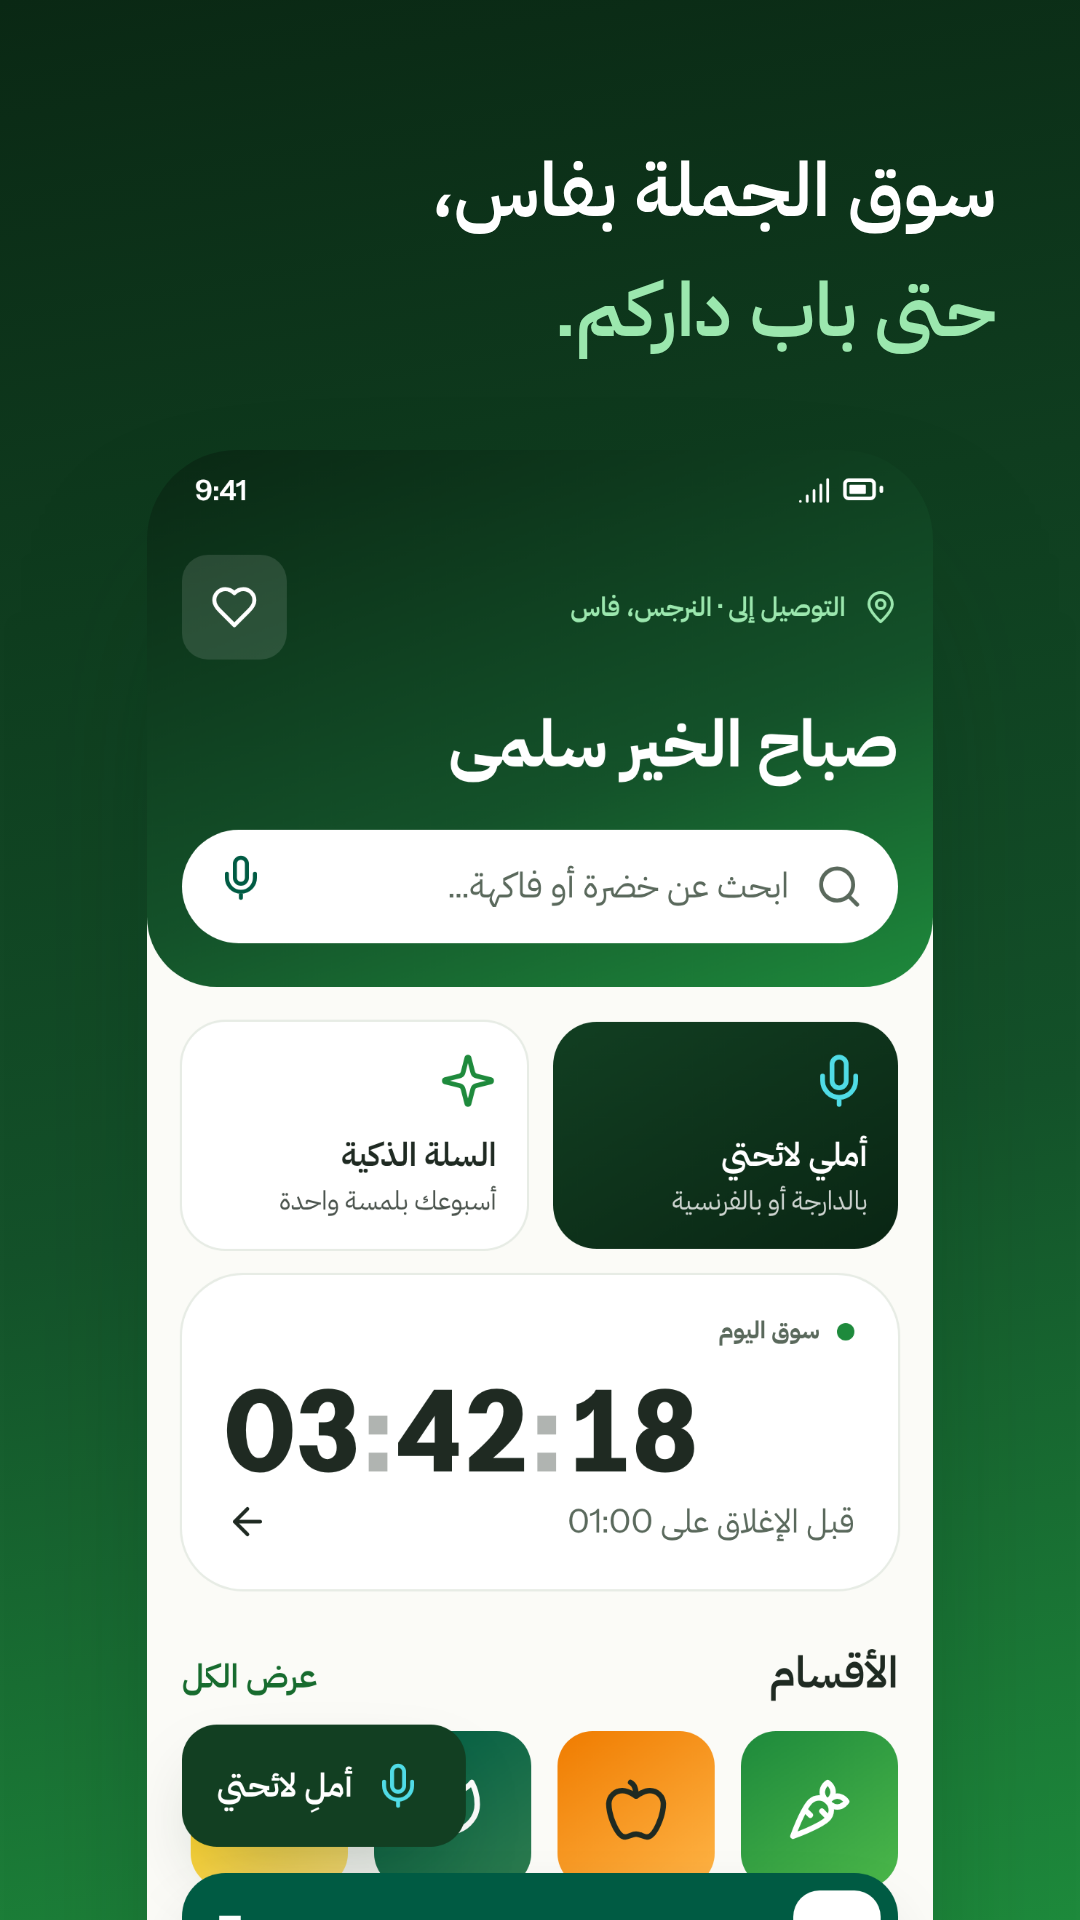 سوق الجملة بفاس،
حتى باب داركم.
9:41
التوصيل إلى · النرجس، فاس
صباح الخير سلمى
ابحث عن خضرة أو فاكهة...
أملي لائحتي
بالدارجة أو بالفرنسية
السلة الذكية
أسبوعك بلمسة واحدة
سوق اليوم
03:42:18
قبل الإغلاق على 01:00
الأقسام
عرض الكل
أملِ لائحتي